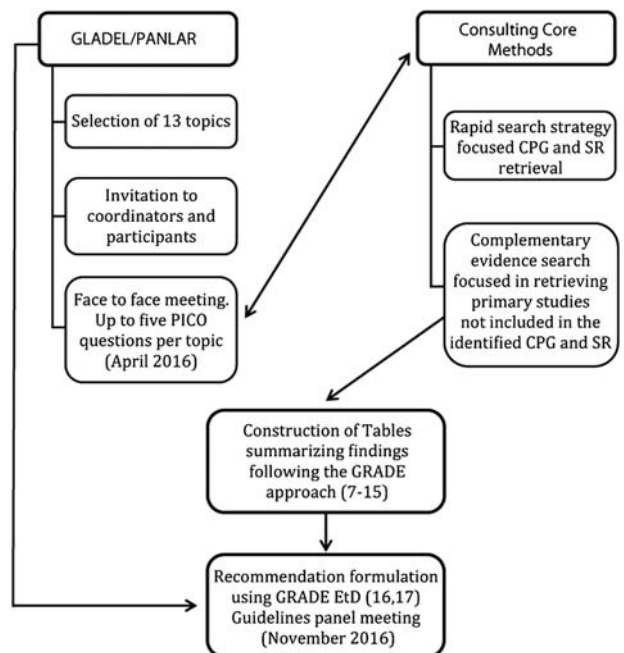 GLADEL/PANLAR
Selection of 13 topics
Invitation to
coordinators and
participants
Face to face meeting.
Up to five PICO
questions per topic
(April 2016)
Consulting Core
Methods
Rapid search strategy
focused CPG and SR
retrieval
Complementary
evidence search
focused in retrieving
primary studies
not included in the
identified CPG and SR
Construction of Tables
summarizing findings
following the GRADE
approach (7-15)
Recommendation formulation
using GRADE EtD (16,17)
Guidelines panel meeting
(November 2016)